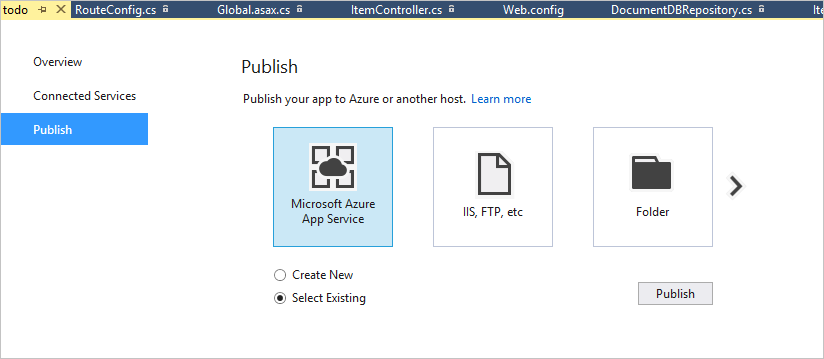 todo RouteConfig.cs Global.asax.cs ItemController.cs Web.config DocumentDBRepository.cs Ite
Overview
Connected Services
Publish
Publish
Publish your app to Azure or another host. Learn more
Microsoft Azure
App Service
IIS, FTP, etc
Folder
Create New
Select Existing
Publish